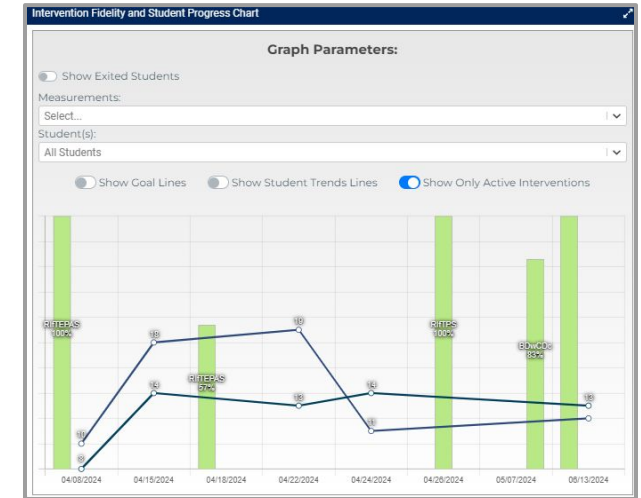 Intervention Fidelity and Student Progress Chart
Graph Parameters:
Show Exited Students
Measurements:
Select...
Student(s):
All Students
Show Goal Lines Show Student Trends Lines Show Only Active Interventions
19
18
100%
100%
83%
14 14
57%
13 13
11
10
8
04/08/2024 04/15/2024 04/18/2024 04/22/2024 04/24/2024 04/26/2024 05/07/2024 06/13/2024